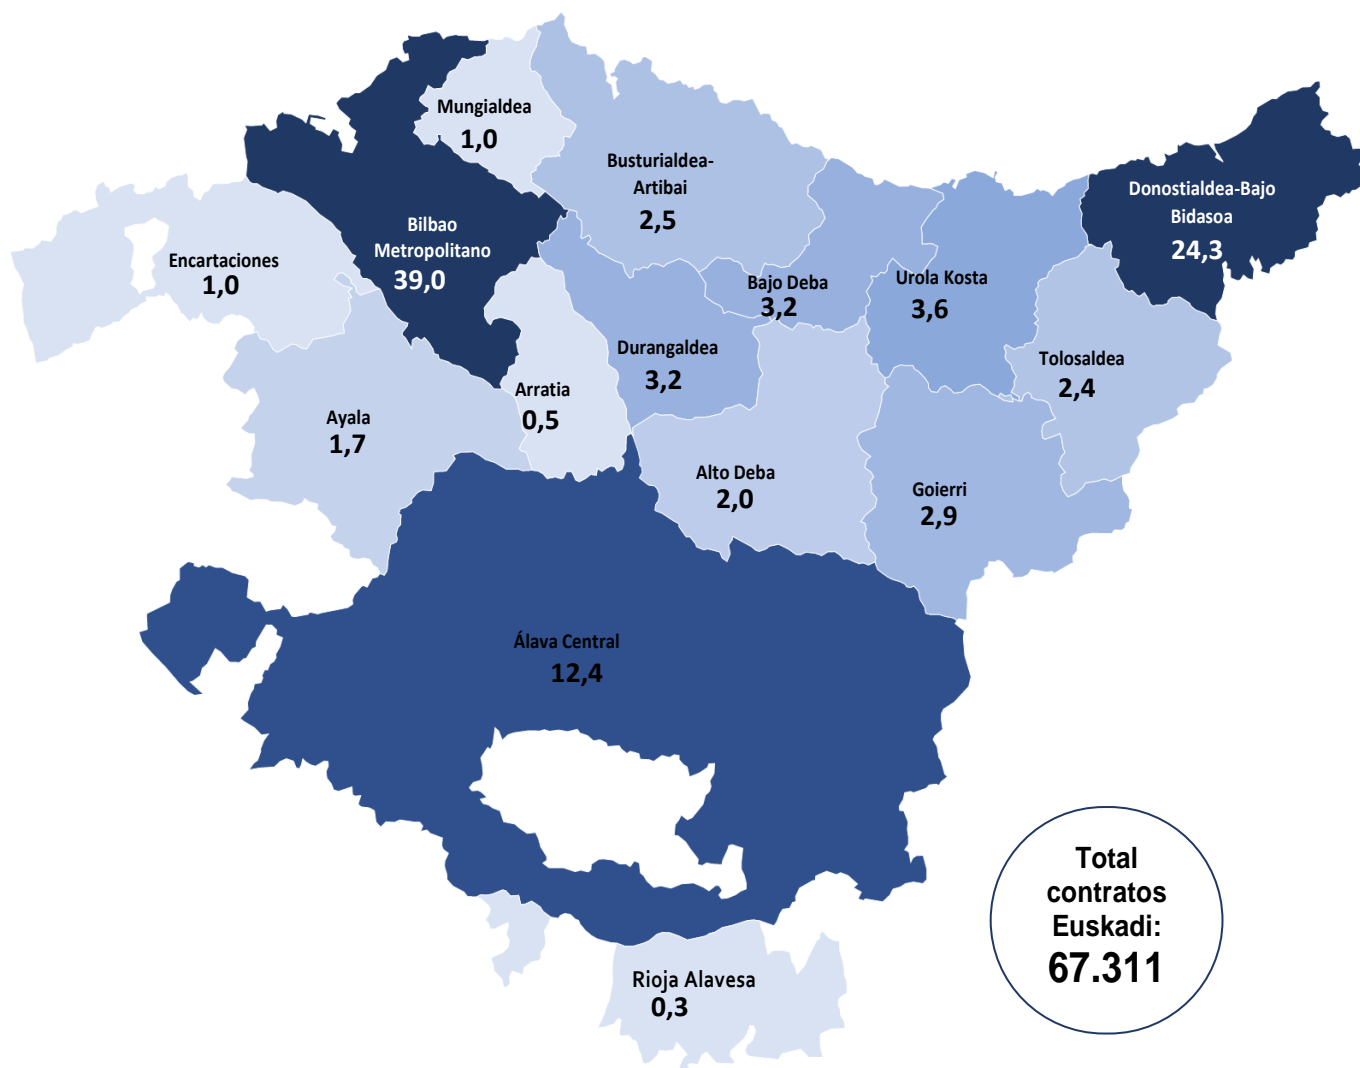 Mungialdea
1,0
Busturialdea-
Artibai
2,5
Donostialdea-Bajo
Bidasoa
24,3
Bilbao
Metropolitano
39,0
Encartaciones
1,0
Bajo Deba
3,2
Urola Kosta
3,6
Durangaldea
3,2
Tolosaldea
2,4
Arratia
0,5
Ayala
1,7
Alto Deba
2,0
Goierri
2,9
Álava Central
12,4
Total
contratos
Euskadi:
67.311
Rioja Alavesa
0,3